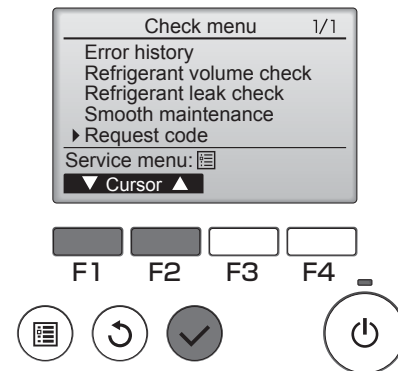 Check menu 1/1
Error history
Refrigerant volume check
Refrigerant leak check
Smooth maintenance
Request code
Service menu:
Cursor
F1 F2 F3 F4